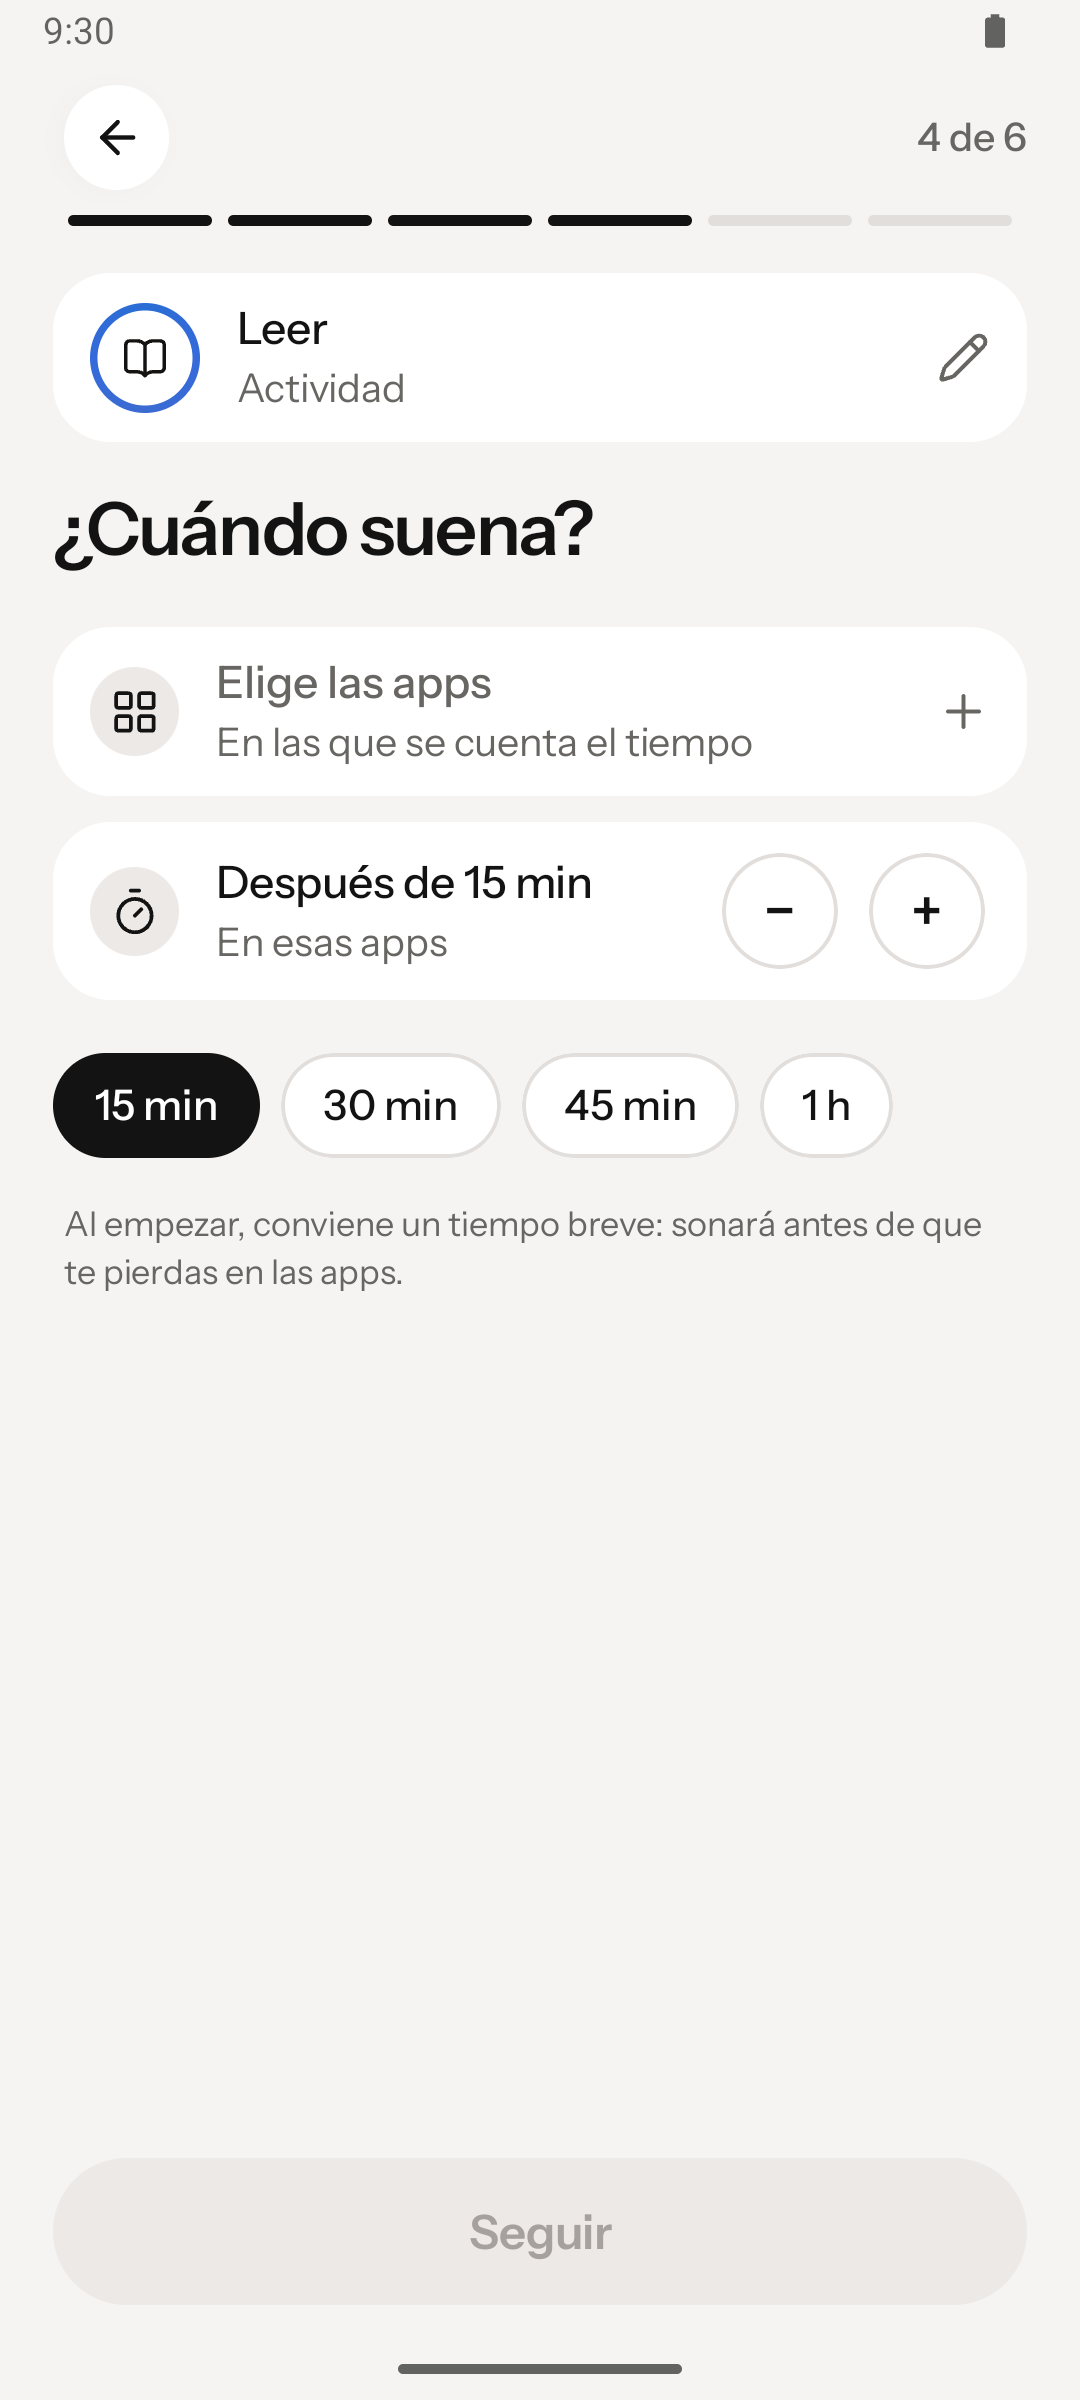 9:30
4 de 6
Leer
Actividad
¿Cuándo suena?
Elige las apps
En las que se cuenta el tiempo
Después de 15 min
En esas apps
15 min
30 min
45 min
1 h
Al empezar, conviene un tiempo breve: sonará antes de que
te pierdas en las apps.
Seguir